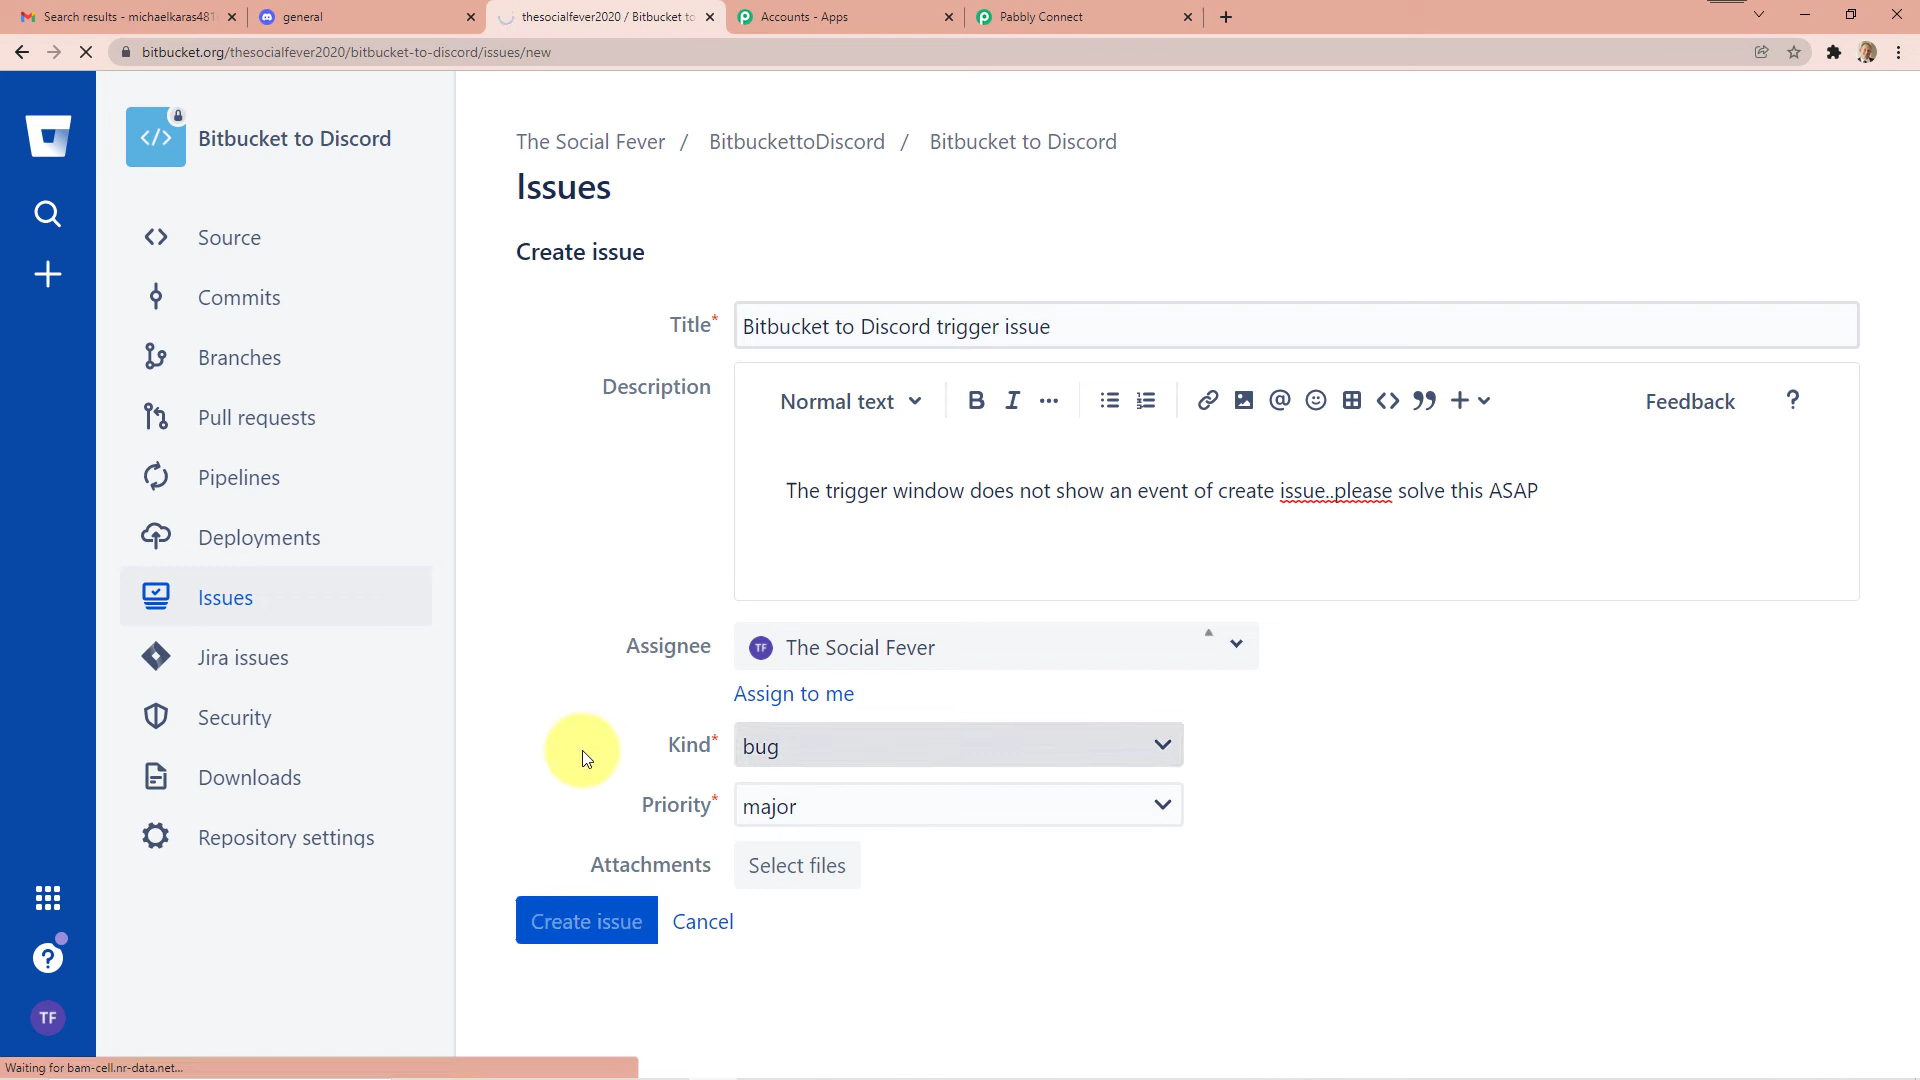 Search results - michaelkaras481
general
thesocialfever2020 / Bitbucket to
Accounts - Apps
Pabbly Connect
bitbucket.org/thesocialfever2020/bitbucket-to-discord/issues/new
Bitbucket to Discord
Source
Commits
Branches
Pull requests
Pipelines
Deployments
Issues
Jira issues
Security
Downloads
Repository settings
TF
The Social Fever / BitbuckettoDiscord / Bitbucket to Discord
Issues
Create issue
Title* Bitbucket to Discord trigger issue
Description
Normal text B I ... Feedback ?
The trigger window does not show an event of create issue..please solve this ASAP
Assignee TF The Social Fever
Assign to me
Kind* bug
Priority* major
Attachments Select files
Create issue Cancel
Waiting for bam-cell.nr-data.net...